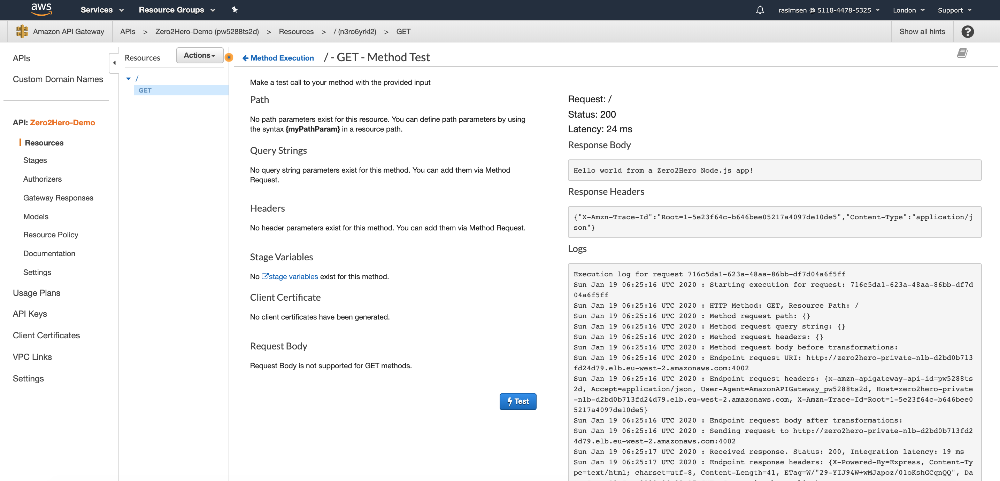 aws
Services
Resource Groups
rasimsen @ 5118-4478-5325
London
Support
Amazon API Gateway
APIs > Zero2Hero-Demo (pw5288ts2d) > Resources > / (n3ro6yrkl2) > GET
Show all hints
?
APIs
Custom Domain Names
API: Zero2Hero-Demo
Resources
Stages
Authorizers
Gateway Responses
Models
Resource Policy
Documentation
Settings
Usage Plans
API Keys
Client Certificates
VPC Links
Settings
Resources
Actions
/
GET
Method Execution
/ - GET - Method Test
Make a test call to your method with the provided input
Path
No path parameters exist for this resource. You can define path parameters by using
the syntax {myPathParam} in a resource path.
Query Strings
No query string parameters exist for this method. You can add them via Method
Request.
Headers
No header parameters exist for this method. You can add them via Method Request.
Stage Variables
No stage variables exist for this method.
Client Certificate
No client certificates have been generated.
Request Body
Request Body is not supported for GET methods.
Test
Request: /
Status: 200
Latency: 24 ms
Response Body
Hello world from a Zero2Hero Node.js app!
Response Headers
{"X-Amzn-Trace-Id":"Root=1-5e23f64c-b646bee05217a4097de10de5","Content-Type":"application/j
son"}
Logs
Execution log for request 716c5da1-623a-48aa-86bb-df7d04a6f5ff
Sun Jan 19 06:25:16 UTC 2020 : Starting execution for request: 716c5da1-623a-48aa-86bb-df7d
04a6f5ff
Sun Jan 19 06:25:16 UTC 2020 : HTTP Method: GET, Resource Path: /
Sun Jan 19 06:25:16 UTC 2020 : Method request path: {}
Sun Jan 19 06:25:16 UTC 2020 : Method request query string: {}
Sun Jan 19 06:25:16 UTC 2020 : Method request headers: {}
Sun Jan 19 06:25:16 UTC 2020 : Method request body before transformations:
Sun Jan 19 06:25:16 UTC 2020 : Endpoint request URI: http://zero2hero-private-nlb-d2bd0b713
fd24d79.elb.eu-west-2.amazonaws.com:4002
Sun Jan 19 06:25:16 UTC 2020 : Endpoint request headers: {x-amzn-apigateway-api-id=pw5288ts
2d, Accept=application/json, User-Agent=AmazonAPIGateway_pw5288ts2d, Host=zero2hero-private
-nlb-d2bd0b713fd24d79.elb.eu-west-2.amazonaws.com, X-Amzn-Trace-Id=Root=1-5e23f64c-b646bee0
5217a4097de10de5}
Sun Jan 19 06:25:16 UTC 2020 : Endpoint request body after transformations:
Sun Jan 19 06:25:16 UTC 2020 : Sending request to http://zero2hero-private-nlb-d2bd0b713fd2
4d79.elb.eu-west-2.amazonaws.com:4002
Sun Jan 19 06:25:17 UTC 2020 : Received response. Status: 200, Integration latency: 19 ms
Sun Jan 19 06:25:17 UTC 2020 : Endpoint response headers: {X-Powered-By=Express, Content-Ty
pe=text/html; charset=utf-8, Content-Length=41, ETag=W/"29-YIJ94W+wMJapoz/01oKshGCqnQQ", Da